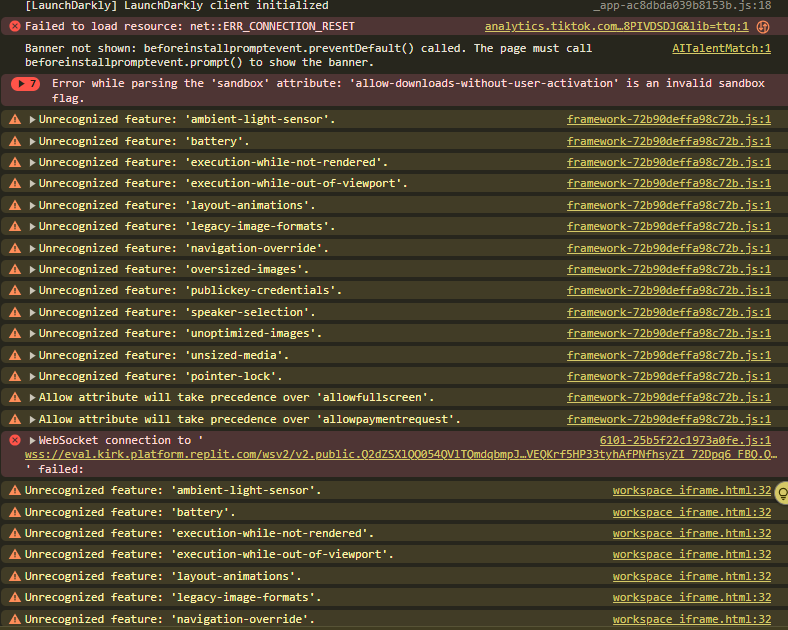 [LaunchDarkly] LaunchDarkly client initialized _app-ac8dbda039b8153b.js:18
Failed to load resource: net::ERR_CONNECTION_RESET analytics.tiktok.com…8PIVDSDJG&lib=ttq:1
Banner not shown: beforeinstallpromptevent.preventDefault() called. The page must call AITalentMatch:1
beforeinstallpromptevent.prompt() to show the banner.
7 Error while parsing the 'sandbox' attribute: 'allow-downloads-without-user-activation' is an invalid sandbox
flag.
Unrecognized feature: 'ambient-light-sensor'. framework-72b90deffa98c72b.js:1
Unrecognized feature: 'battery'. framework-72b90deffa98c72b.js:1
Unrecognized feature: 'execution-while-not-rendered'. framework-72b90deffa98c72b.js:1
Unrecognized feature: 'execution-while-out-of-viewport'. framework-72b90deffa98c72b.js:1
Unrecognized feature: 'layout-animations'. framework-72b90deffa98c72b.js:1
Unrecognized feature: 'legacy-image-formats'. framework-72b90deffa98c72b.js:1
Unrecognized feature: 'navigation-override'. framework-72b90deffa98c72b.js:1
Unrecognized feature: 'oversized-images'. framework-72b90deffa98c72b.js:1
Unrecognized feature: 'publickey-credentials'. framework-72b90deffa98c72b.js:1
Unrecognized feature: 'speaker-selection'. framework-72b90deffa98c72b.js:1
Unrecognized feature: 'unoptimized-images'. framework-72b90deffa98c72b.js:1
Unrecognized feature: 'unsized-media'. framework-72b90deffa98c72b.js:1
Unrecognized feature: 'pointer-lock'. framework-72b90deffa98c72b.js:1
Allow attribute will take precedence over 'allowfullscreen'. framework-72b90deffa98c72b.js:1
Allow attribute will take precedence over 'allowpaymentrequest'. framework-72b90deffa98c72b.js:1
WebSocket connection to ' 6101-25b5f22c1973a0fe.js:1
wss://eval.kirk.platform.replit.com/wsv2/v2.public.Q2dZSXlQQ054QVlTQmdqbmpJ…VEQKrf5HP33tyhAfPNfhsyZI_72Dpq6_FBQ.Q…
' failed:
Unrecognized feature: 'ambient-light-sensor'. workspace_iframe.html:32
Unrecognized feature: 'battery'. workspace_iframe.html:32
Unrecognized feature: 'execution-while-not-rendered'. workspace_iframe.html:32
Unrecognized feature: 'execution-while-out-of-viewport'. workspace_iframe.html:32
Unrecognized feature: 'layout-animations'. workspace_iframe.html:32
Unrecognized feature: 'legacy-image-formats'. workspace_iframe.html:32
Unrecognized feature: 'navigation-override'. workspace_iframe.html:32